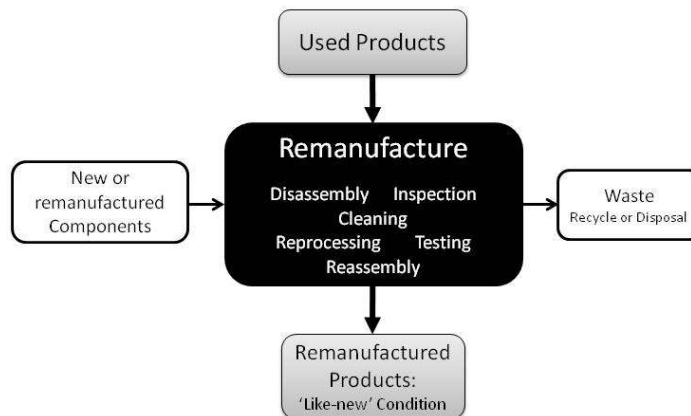 Used Products
Remanufacture
Disassembly Inspection
Cleaning
Reprocessing Testing
Reassembly
New or
remanufactured
Components
Waste
Recycle or Disposal
Remanufactured
Products:
‘Like-new’ Condition